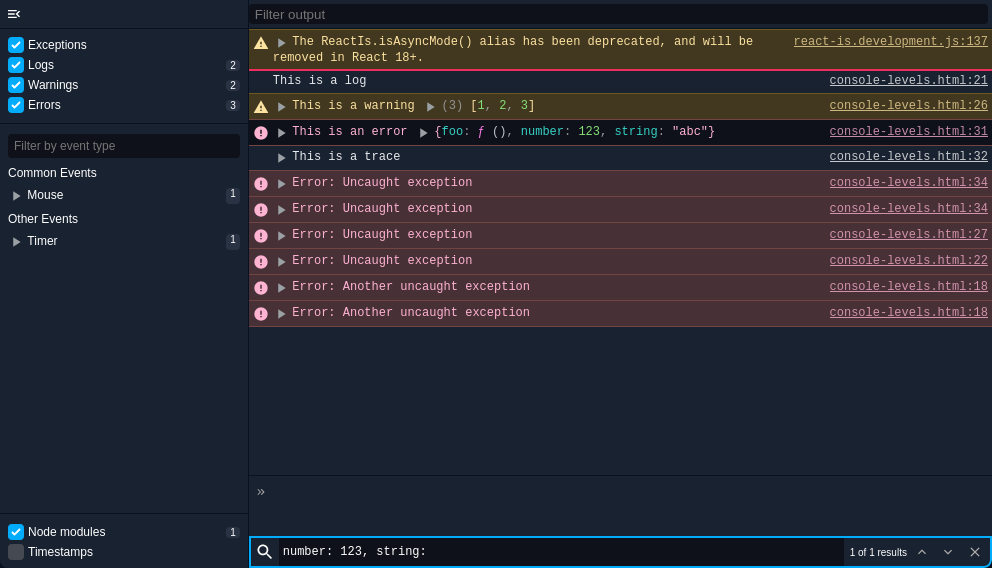 Exceptions
Logs 2
Warnings 2
Errors 3
Filter by event type
Common Events
Mouse 1
Other Events
Timer 1
Node modules 1
Timestamps
Filter output
The ReactIs.isAsyncMode() alias has been deprecated, and will be react-is.development.js:137
removed in React 18+.
This is a log console-levels.html:21
This is a warning (3) [1, 2, 3] console-levels.html:26
This is an error {foo: ƒ (), number: 123, string: "abc"} console-levels.html:31
This is a trace console-levels.html:32
Error: Uncaught exception console-levels.html:34
Error: Uncaught exception console-levels.html:34
Error: Uncaught exception console-levels.html:27
Error: Uncaught exception console-levels.html:22
Error: Another uncaught exception console-levels.html:18
Error: Another uncaught exception console-levels.html:18
»
number: 123, string: 1 of 1 results